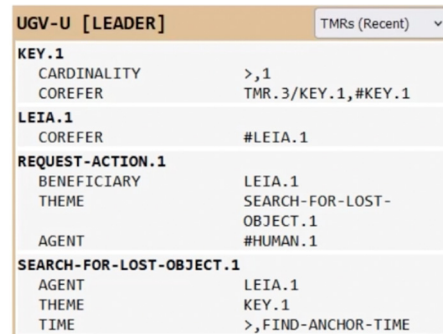 UGV-U [LEADER] TMRs (Recent)
KEY.1
CARDINALITY >,1
COREFER TMR.3/KEY.1,#KEY.1
LEIA.1
COREFER #LEIA.1
REQUEST-ACTION.1
BENEFICIARY LEIA.1
THEME SEARCH-FOR-LOST-
OBJECT.1
AGENT #HUMAN.1
SEARCH-FOR-LOST-OBJECT.1
AGENT LEIA.1
THEME KEY.1
TIME >,FIND-ANCHOR-TIME